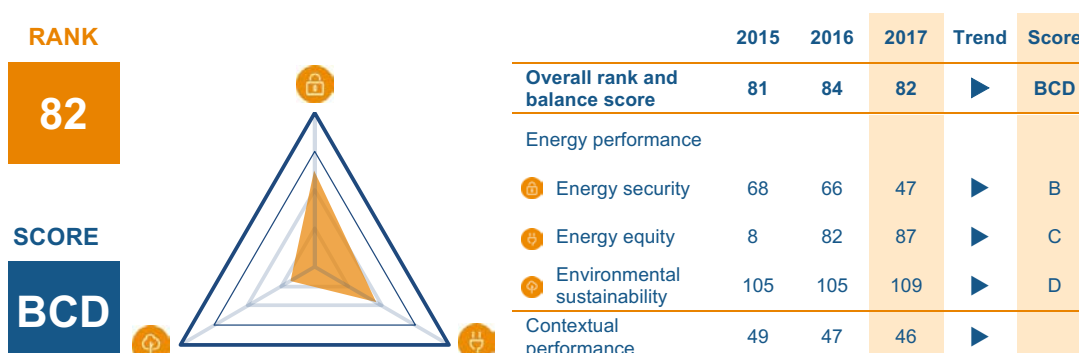 RANK
82
SCORE
BCD
2015 2016 2017 Trend Score
Overall rank and
balance score 81 84 82 BCD
Energy performance
Energy security 68 66 47 B
Energy equity 8 82 87 C
Environmental
sustainability 105 105 109 D
Contextual
performance 49 47 46